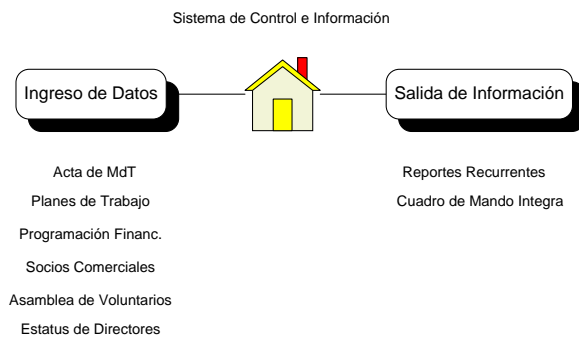 Sistema de Control e Información
Ingreso de Datos
Salida de Información
Acta de MdT
Planes de Trabajo
Programación Financ.
Socios Comerciales
Asamblea de Voluntarios
Estatus de Directores
Reportes Recurrentes
Cuadro de Mando Integra